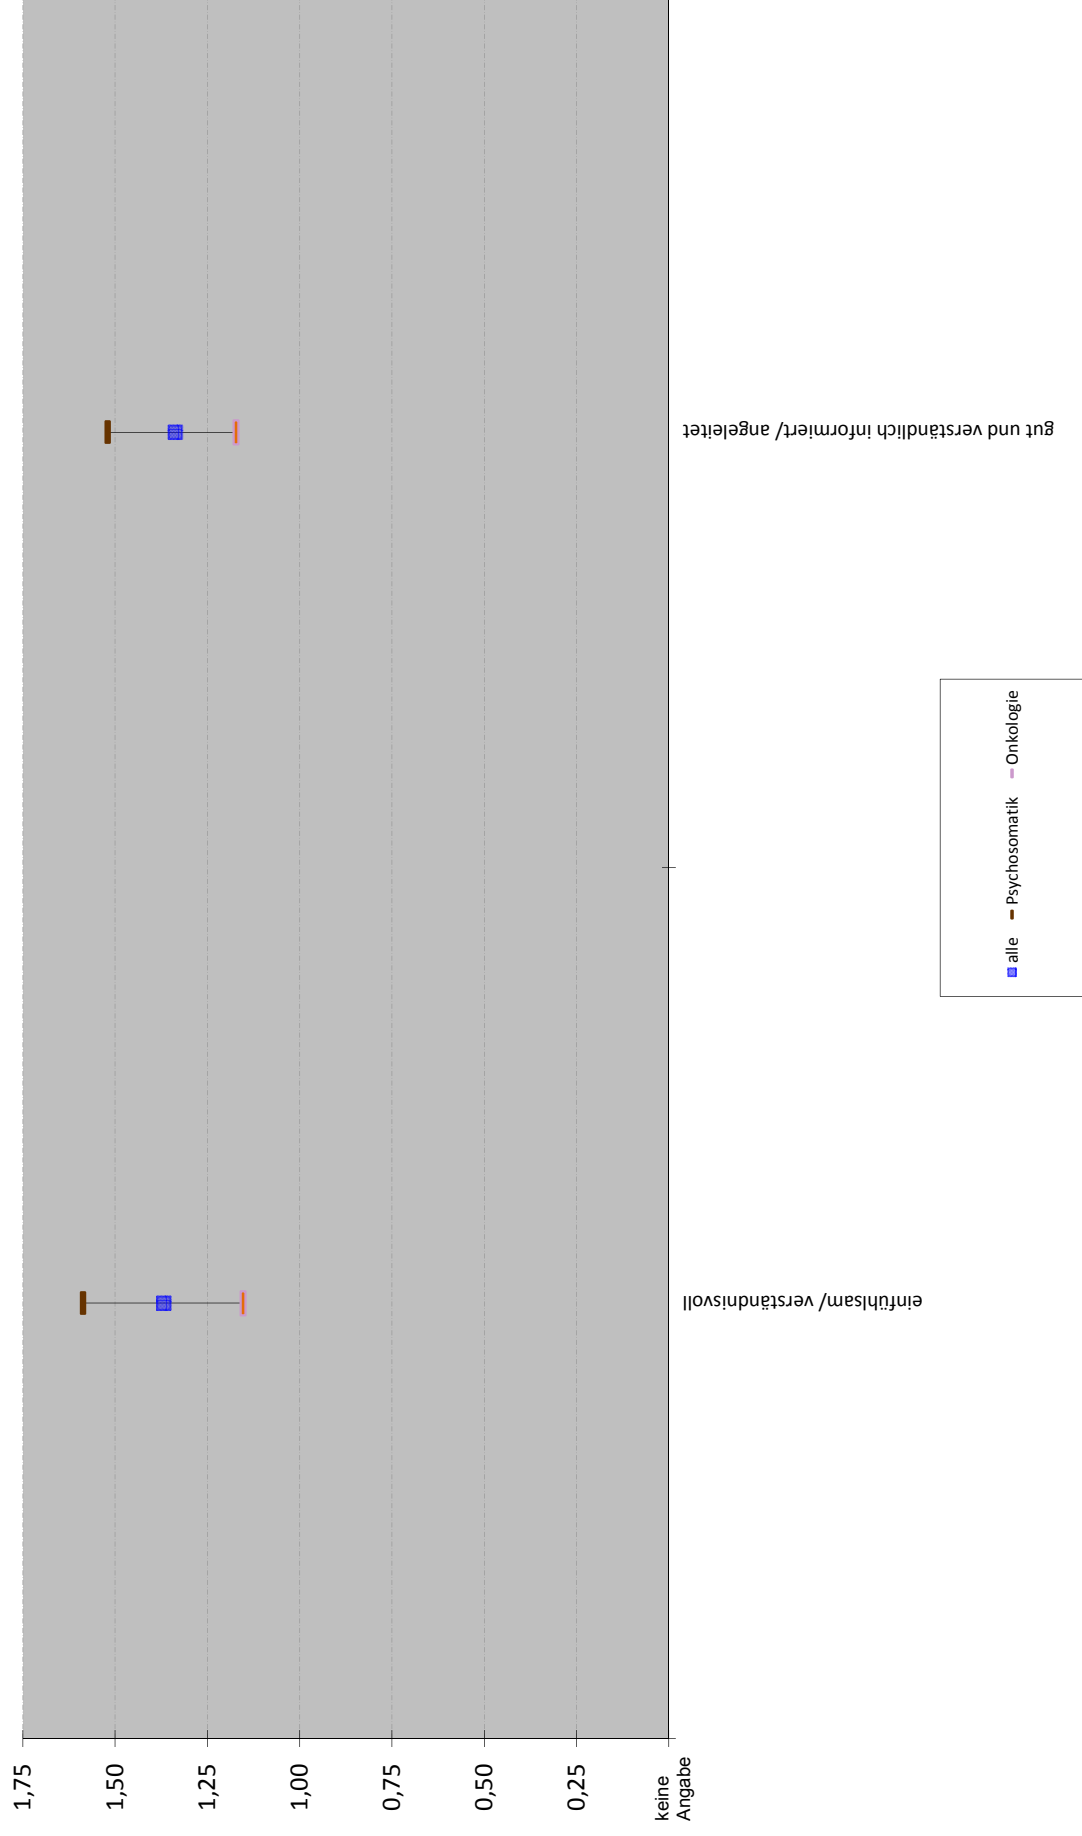 1,75
1,50
1,25
1,00
0,75
0,50
0,25
keine
Angabe
einfühlsam/ verständnisvoll
gut und verständlich informiert/ angeleitet
alle Psychosomatik Onkologie